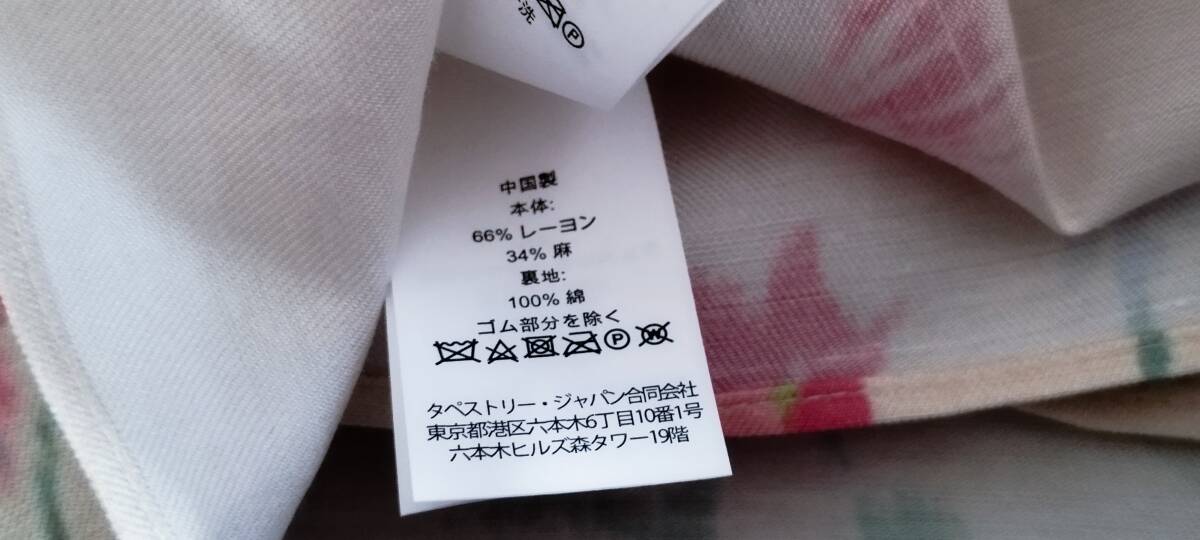 洗
Ⓟ
中国製
本体:
66% レーヨン
34% 麻
裏地:
100% 綿
ゴム部分を除く
Ⓟ W
タペストリー・ジャパン合同会社
東京都港区六本木6丁目10番1号
六本木ヒルズ森タワー19階